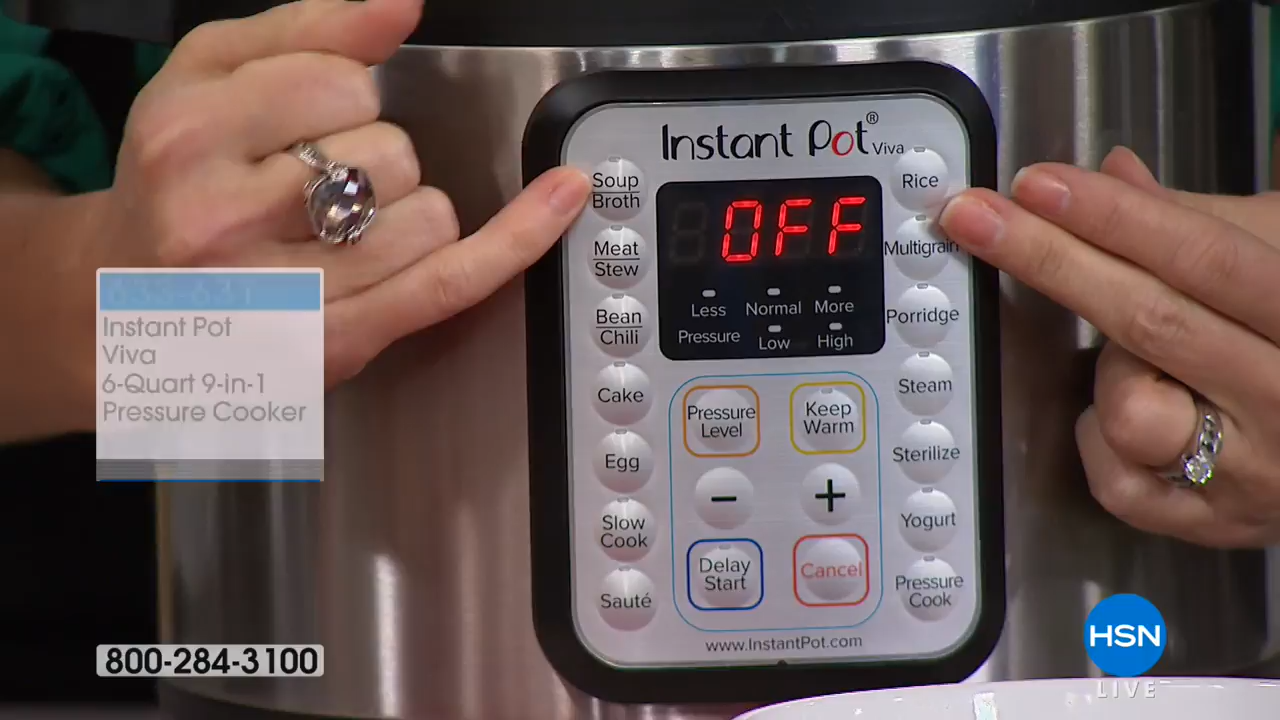 Instant Pot®
Viva
Soup
Broth
Meat
Stew
Bean
Chili
Cake
Egg
Slow
Cook
Sauté
OFF
Less
Normal
More
Pressure
Low
High
Pressure
Level
Keep
Warm
−
+
Delay
Start
Cancel
Rice
Multigrain
Porridge
Steam
Sterilize
Yogurt
Pressure
Cook
www.InstantPot.com
Instant Pot
Viva
6-Quart 9-in-1
Pressure Cooker
800-284-3100
HSN
LIVE